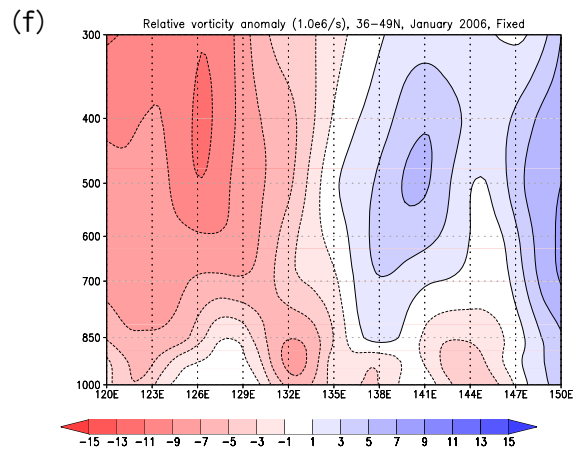 (f)
Relative vorticity anomaly (1.0e6/s), 36-49N, January 2006, Fixed
300
400
500
600
700
850
1000
120E 123E 126E 129E 132E 135E 138E 141E 144E 147E 150E
-15 -13 -11 -9 -7 -5 -3 -1 1 3 5 7 9 11 13 15